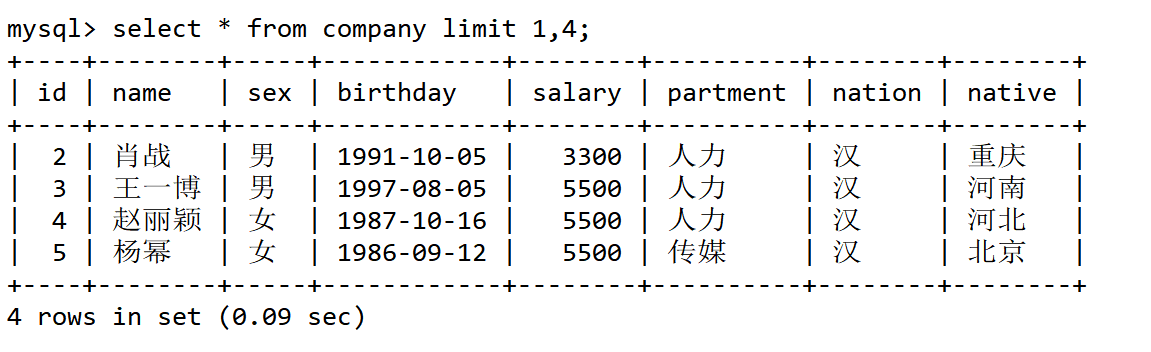 mysql> select * from company limit 1,4;
+----+--------+-----+------------+--------+----------+--------+--------+
| id | name   | sex | birthday   | salary | partment | nation | native |
+----+--------+-----+------------+--------+----------+--------+--------+
|  2 | 肖战   | 男  | 1991-10-05 |   3300 | 人力     | 汉     | 重庆   |
|  3 | 王一博 | 男  | 1997-08-05 |   5500 | 人力     | 汉     | 河南   |
|  4 | 赵丽颖 | 女  | 1987-10-16 |   5500 | 人力     | 汉     | 河北   |
|  5 | 杨幂   | 女  | 1986-09-12 |   5500 | 传媒     | 汉     | 北京   |
+----+--------+-----+------------+--------+----------+--------+--------+
4 rows in set (0.09 sec)